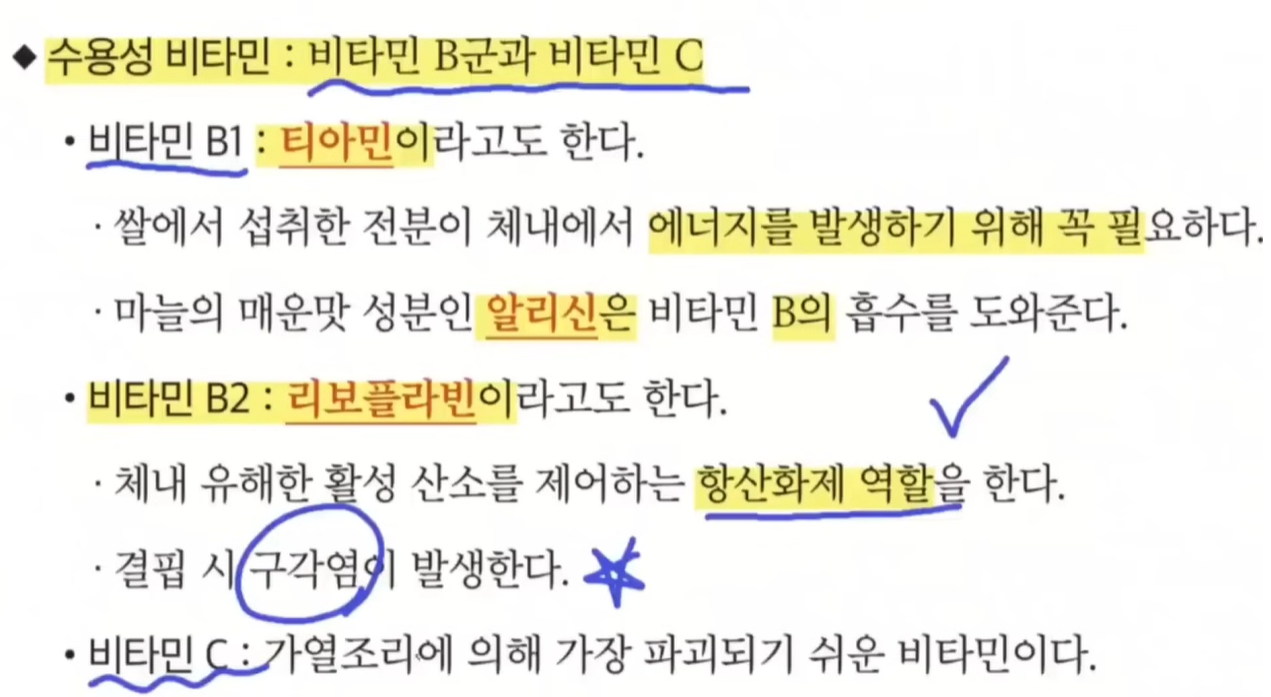 ◆ 수용성 비타민 : 비타민 B군과 비타민 C
• 비타민 B1 : 티아민이라고도 한다.
· 쌀에서 섭취한 전분이 체내에서 에너지를 발생하기 위해 꼭 필요하다.
· 마늘의 매운맛 성분인 알리신은 비타민 B의 흡수를 도와준다.
• 비타민 B2 : 리보플라빈이라고도 한다.
· 체내 유해한 활성 산소를 제어하는 항산화제 역할을 한다.
· 결핍 시 구각염이 발생한다.
• 비타민 C : 가열조리에 의해 가장 파괴되기 쉬운 비타민이다.